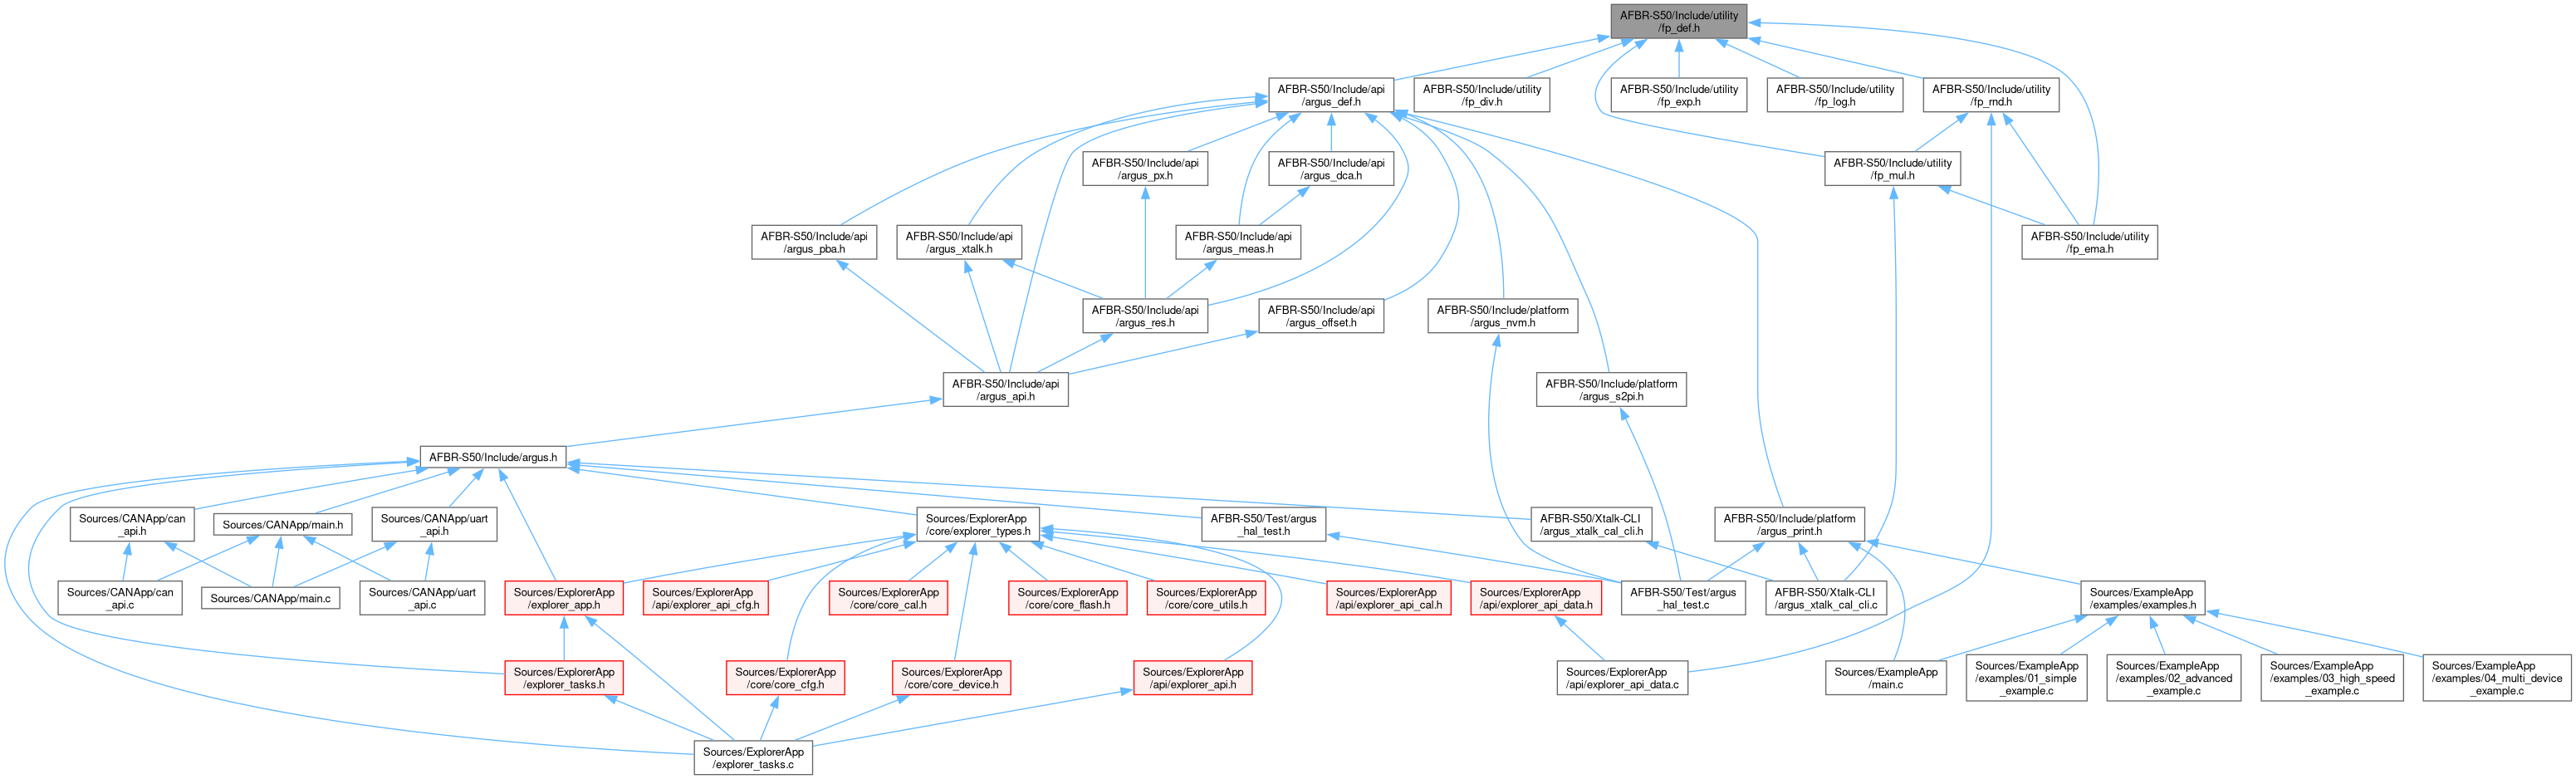 AFBR-S50/Include/utility
/fp_def.h
AFBR-S50/Include/api
/argus_def.h
AFBR-S50/Include/utility
/fp_div.h
AFBR-S50/Include/utility
/fp_exp.h
AFBR-S50/Include/utility
/fp_log.h
AFBR-S50/Include/utility
/fp_rnd.h
AFBR-S50/Include/api
/argus_px.h
AFBR-S50/Include/api
/argus_dca.h
AFBR-S50/Include/utility
/fp_mul.h
AFBR-S50/Include/api
/argus_pba.h
AFBR-S50/Include/api
/argus_xtalk.h
AFBR-S50/Include/api
/argus_meas.h
AFBR-S50/Include/utility
/fp_ema.h
AFBR-S50/Include/api
/argus_res.h
AFBR-S50/Include/api
/argus_offset.h
AFBR-S50/Include/platform
/argus_nvm.h
AFBR-S50/Include/api
/argus_api.h
AFBR-S50/Include/platform
/argus_s2pi.h
AFBR-S50/Include/argus.h
Sources/CANApp/can
_api.h
Sources/CANApp/main.h
Sources/CANApp/uart
_api.h
Sources/ExplorerApp
/core/explorer_types.h
AFBR-S50/Test/argus
_hal_test.h
AFBR-S50/Xtalk-CLI
/argus_xtalk_cal_cli.h
AFBR-S50/Include/platform
/argus_print.h
Sources/CANApp/can
_api.c
Sources/CANApp/main.c
Sources/CANApp/uart
_api.c
Sources/ExplorerApp
/explorer_app.h
Sources/ExplorerApp
/api/explorer_api_cfg.h
Sources/ExplorerApp
/core/core_cal.h
Sources/ExplorerApp
/core/core_flash.h
Sources/ExplorerApp
/core/core_utils.h
Sources/ExplorerApp
/api/explorer_api_cal.h
Sources/ExplorerApp
/api/explorer_api_data.h
AFBR-S50/Test/argus
_hal_test.c
AFBR-S50/Xtalk-CLI
/argus_xtalk_cal_cli.c
Sources/ExampleApp
/examples/examples.h
Sources/ExplorerApp
/explorer_tasks.h
Sources/ExplorerApp
/core/core_cfg.h
Sources/ExplorerApp
/core/core_device.h
Sources/ExplorerApp
/api/explorer_api.h
Sources/ExplorerApp
/api/explorer_api_data.c
Sources/ExampleApp
/main.c
Sources/ExampleApp
/examples/01_simple
_example.c
Sources/ExampleApp
/examples/02_advanced
_example.c
Sources/ExampleApp
/examples/03_high_speed
_example.c
Sources/ExampleApp
/examples/04_multi_device
_example.c
Sources/ExplorerApp
/explorer_tasks.c